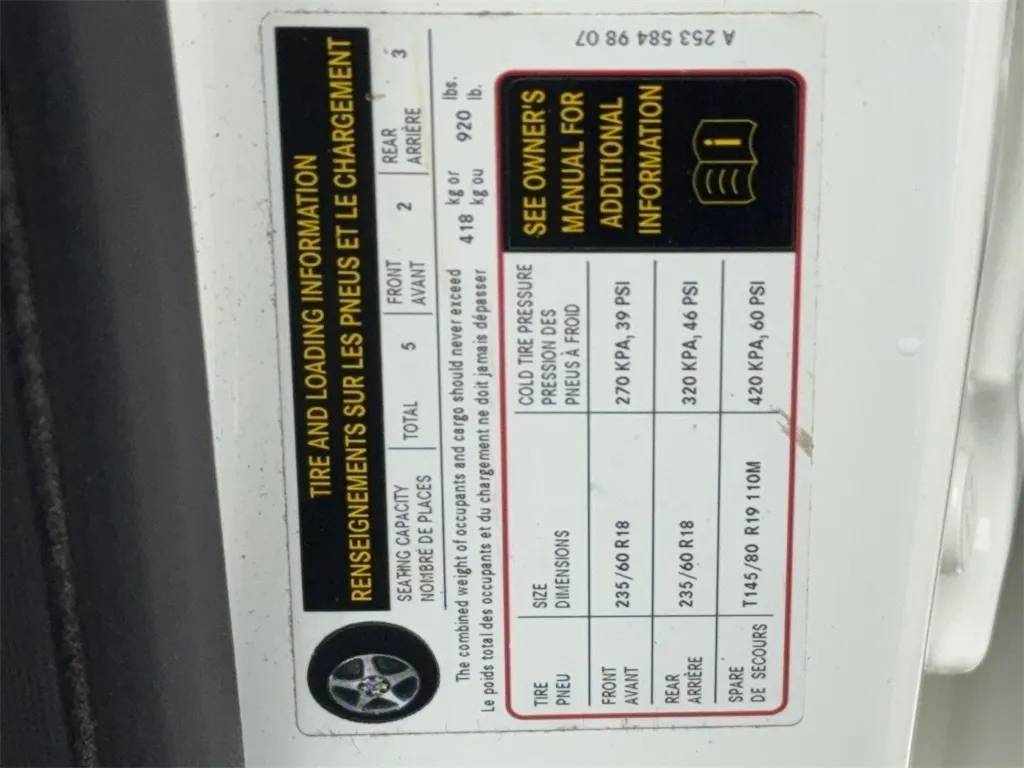 TIRE AND LOADING INFORMATION
RENSEIGNEMENTS SUR LES PNEUS ET LE CHARGEMENT
SEATING CAPACITY TOTAL 5 FRONT 2 REAR 3
NOMBRE DE PLACES AVANT ARRIÈRE
The combined weight of occupants and cargo should never exceed 418 kg or 920 lbs.
Le poids total des occupants et du chargement ne doit jamais dépasser kg ou lb.
TIRE SIZE COLD TIRE PRESSURE
PNEU DIMENSIONS PRESSION DES
PNEUS À FROID
FRONT 235/60 R18 270 KPA, 39 PSI
AVANT
REAR 235/60 R18 320 KPA, 46 PSI
ARRIÈRE
SPARE T145/80 R19 110M 420 KPA, 60 PSI
DE SECOURS
SEE OWNER'S
MANUAL FOR
ADDITIONAL
INFORMATION
i
A 253 584 98 07